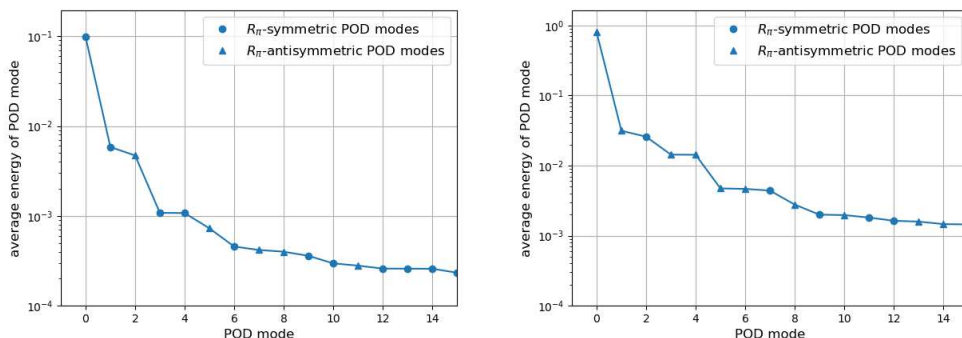 10⁻¹
10⁻²
10⁻³
10⁻⁴
average energy of POD mode
R_π-symmetric POD modes
R_π-antisymmetric POD modes
0 2 4 6 8 10 12 14
POD mode
10⁰
10⁻¹
10⁻²
10⁻³
10⁻⁴
average energy of POD mode
R_π-symmetric POD modes
R_π-antisymmetric POD modes
0 2 4 6 8 10 12 14
POD mode